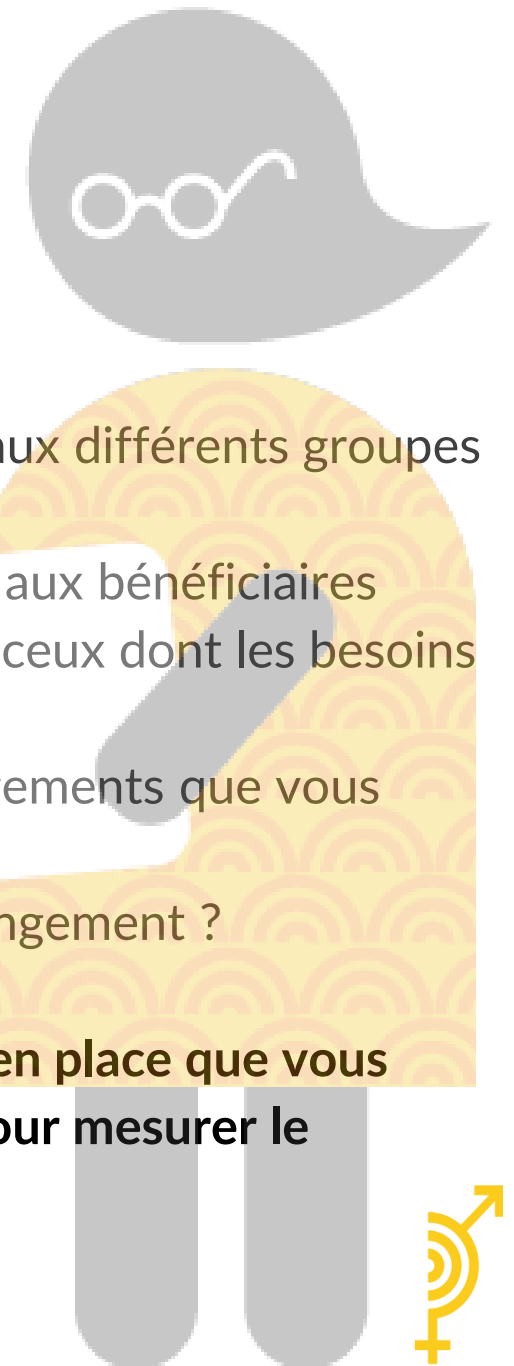 aux différents groupes
aux bénéficiaires
ceux dont les besoins
ements que vous
ngement ?
en place que vous
our mesurer le